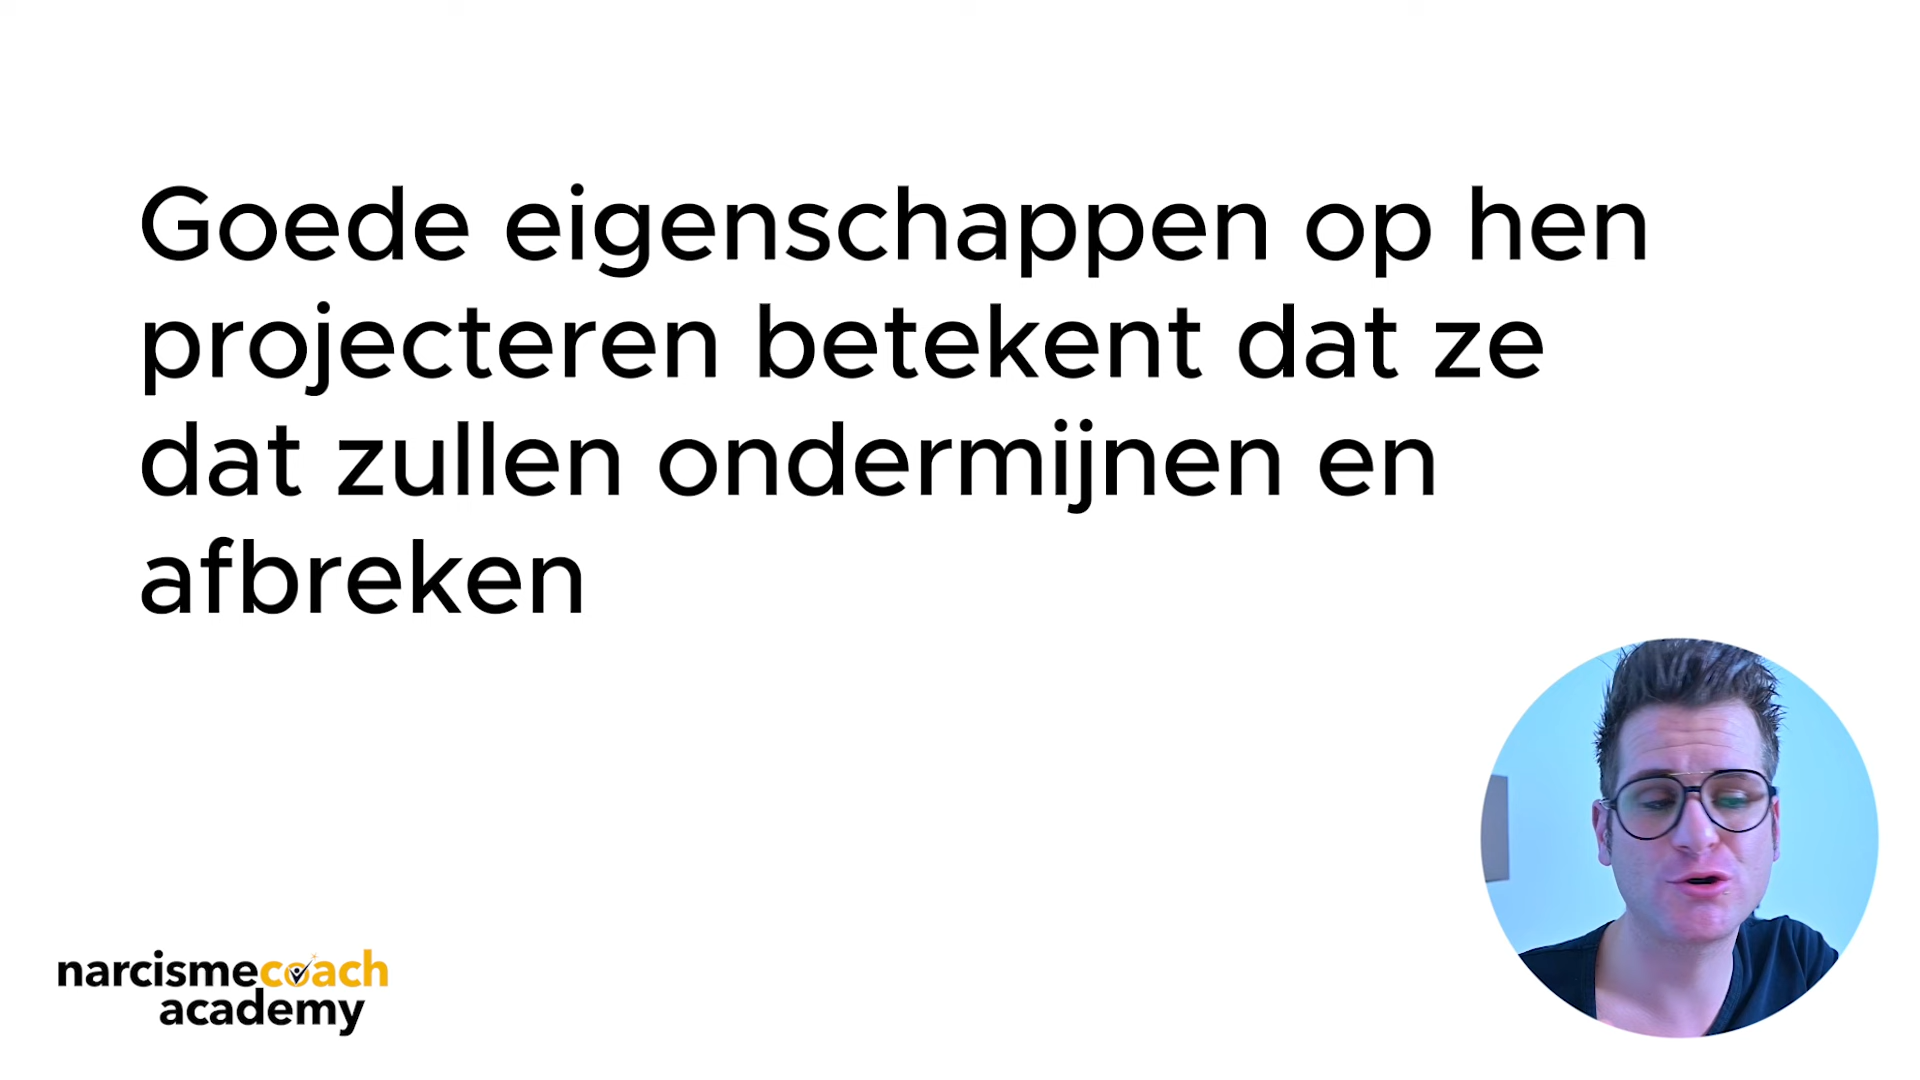 Goede eigenschappen op hen
projecteren betekent dat ze
dat zullen ondermijnen en
afbreken
narcismecoach
academy